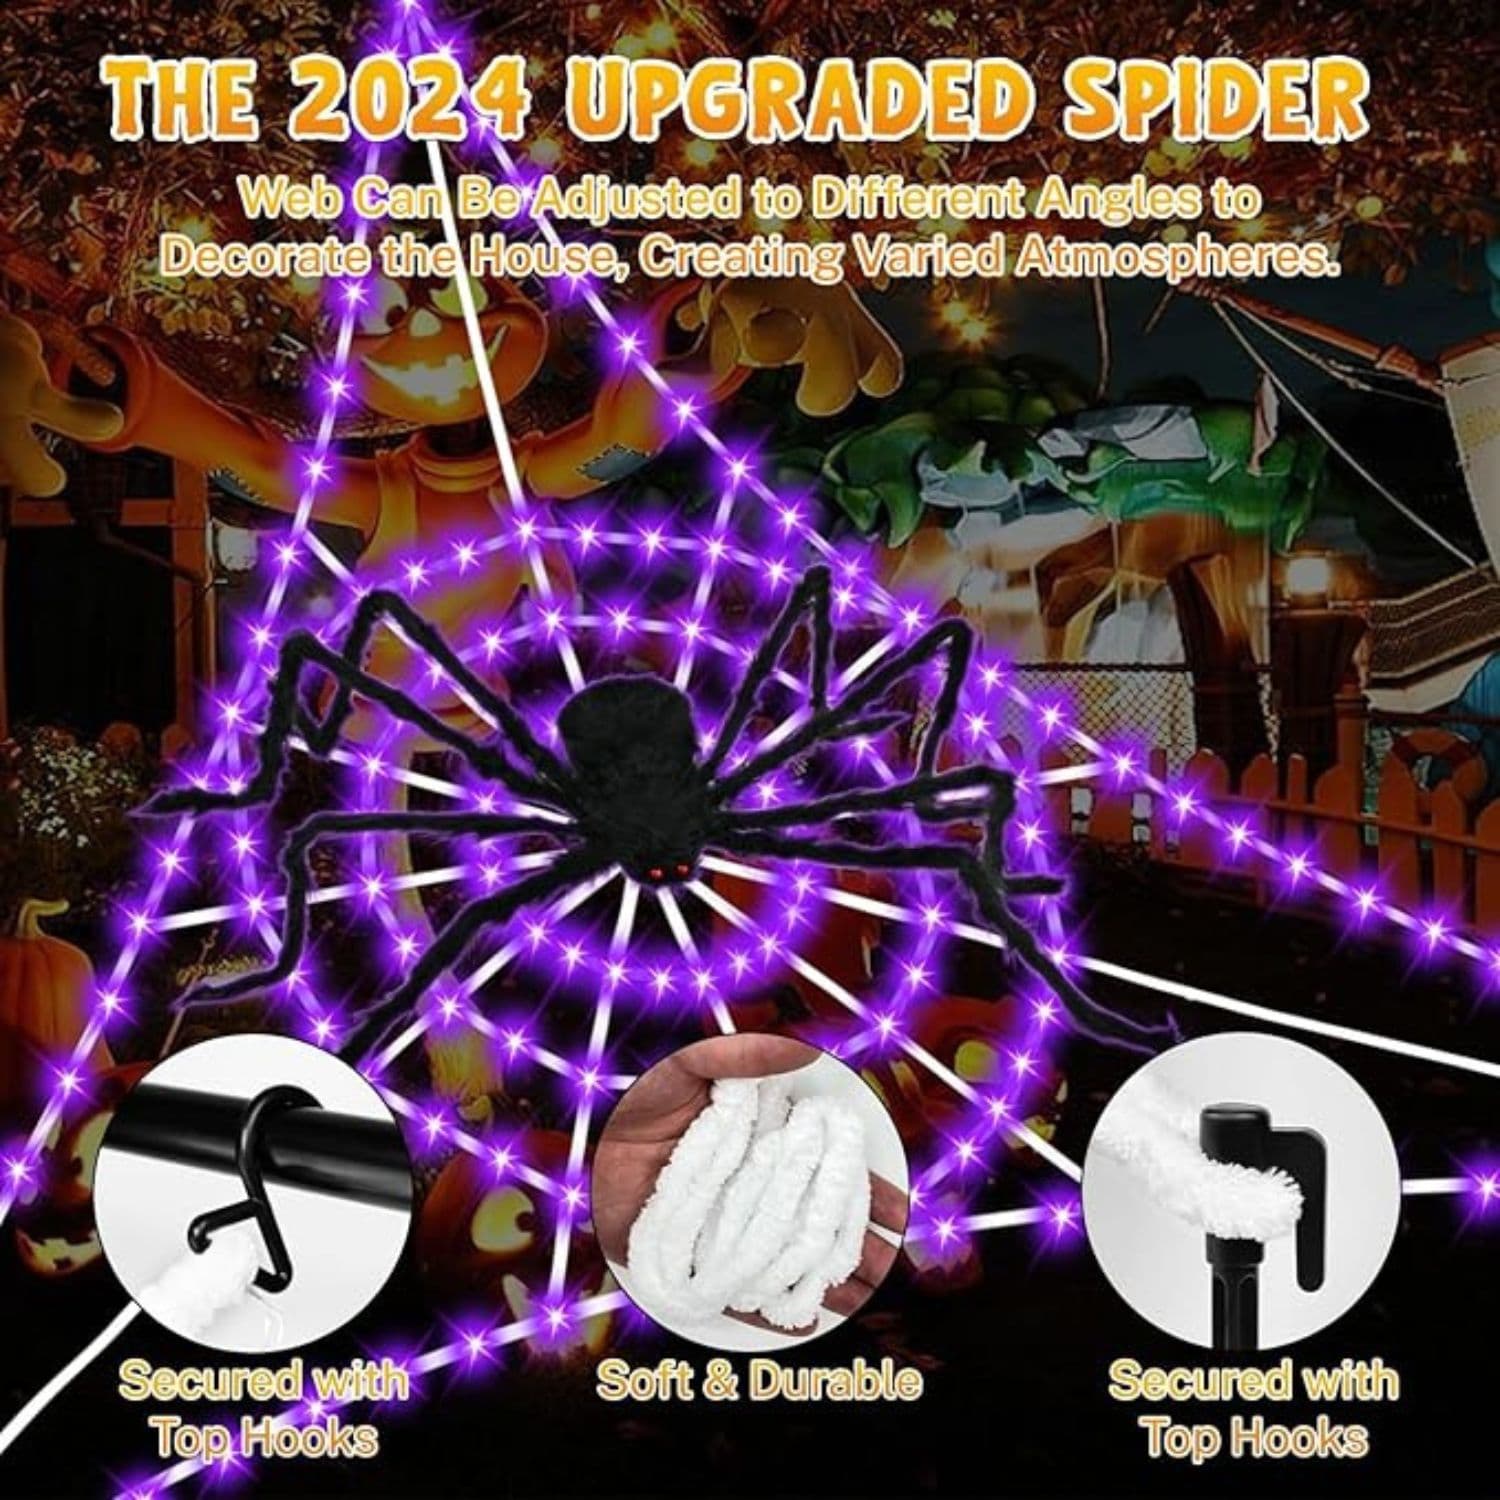 THE 2024 UPGRADED SPIDER
Web Can Be Adjusted to Different Angles to
Decorate the House, Creating Varied Atmospheres.
Secured with
Top Hooks
Soft & Durable
Secured with
Top Hooks